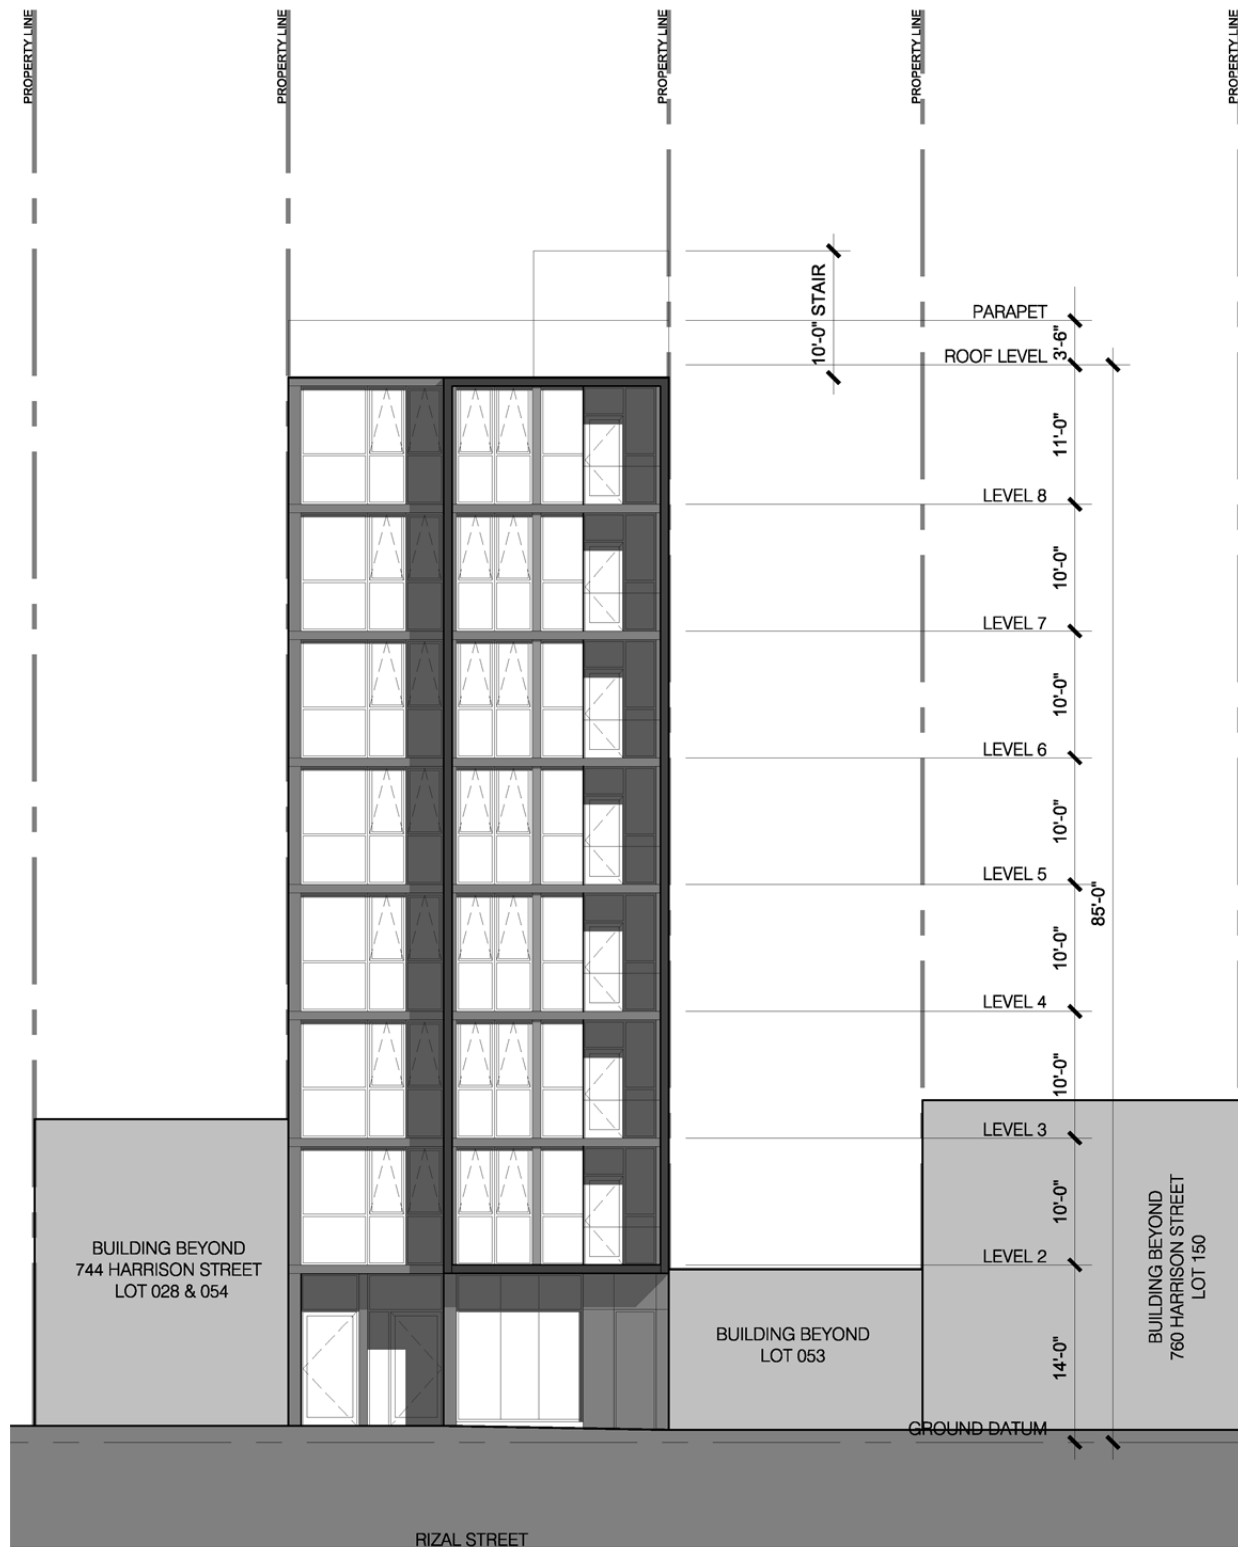 PROPERTY LINE
PROPERTY LINE
PROPERTY LINE
PROPERTY LINE
PROPERTY LINE
10'-0" STAIR
PARAPET
3'-6"
ROOF LEVEL
11'-0"
LEVEL 8
10'-0"
LEVEL 7
10'-0"
LEVEL 6
10'-0"
LEVEL 5
85'-0"
10'-0"
LEVEL 4
10'-0"
LEVEL 3
10'-0"
LEVEL 2
14'-0"
GROUND DATUM
BUILDING BEYOND
744 HARRISON STREET
LOT 028 & 054
BUILDING BEYOND
LOT 053
BUILDING BEYOND
760 HARRISON STREET
LOT 150
RIZAL STREET